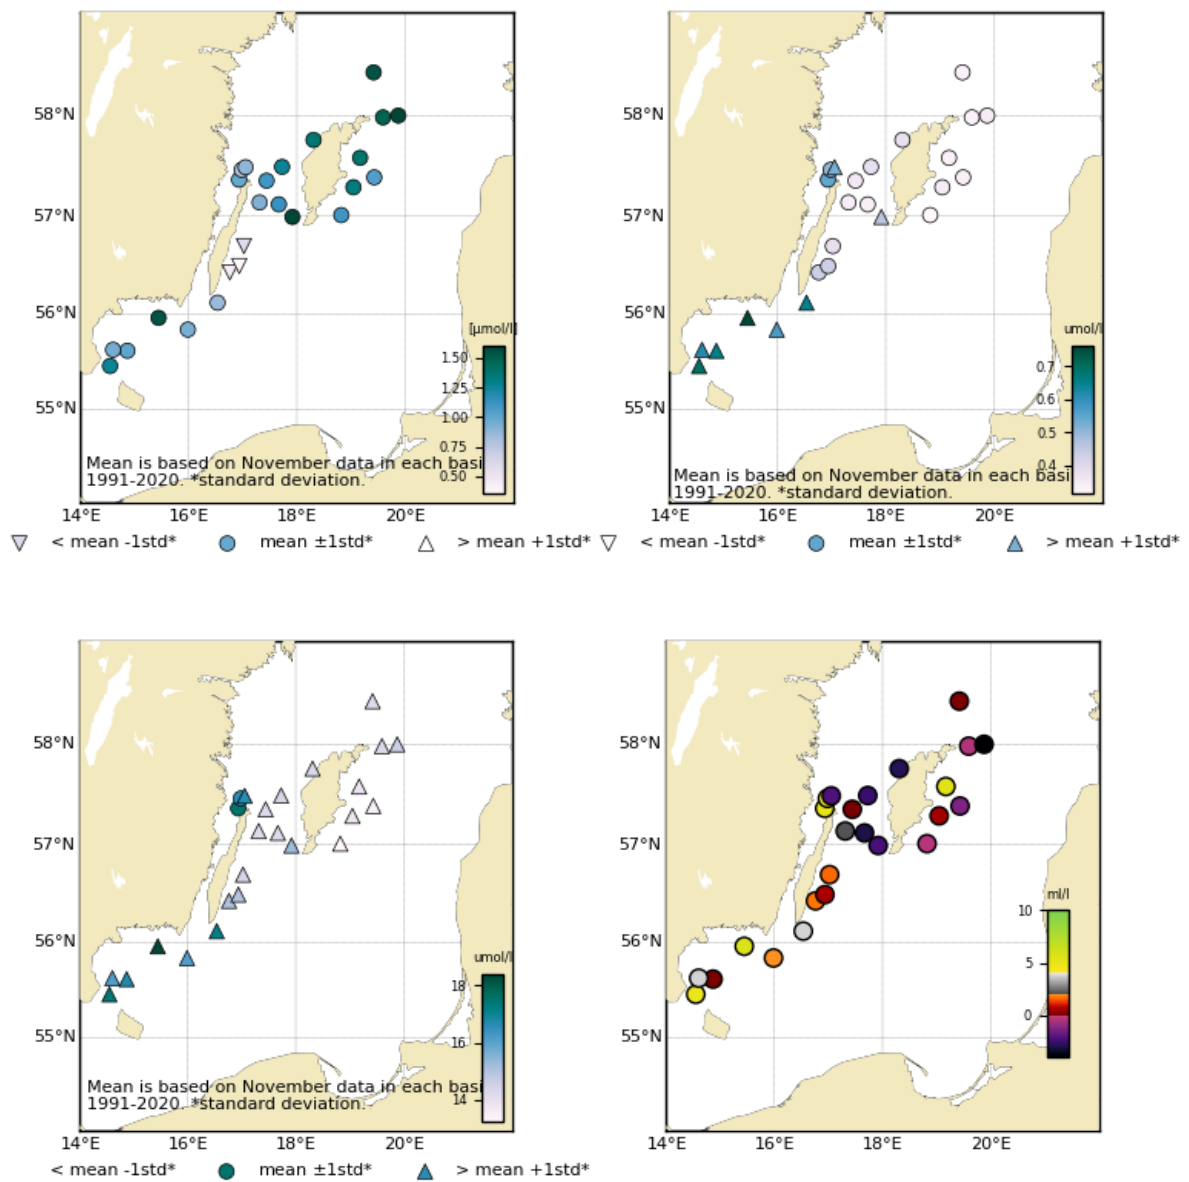 58°N
57°N
56°N
55°N
[µmol/l]
1.50
1.25
1.00
0.75
0.50
Mean is based on November data in each basi
1991-2020. *standard deviation.
14°E 16°E 18°E 20°E
< mean -1std* mean ±1std* > mean +1std*
58°N
57°N
56°N
55°N
umol/l
0.7
0.6
0.5
0.4
Mean is based on November data in each basi
1991-2020. *standard deviation.
14°E 16°E 18°E 20°E
< mean -1std* mean ±1std* > mean +1std*
58°N
57°N
56°N
55°N
umol/l
18
16
14
Mean is based on November data in each basi
1991-2020. *standard deviation.
14°E 16°E 18°E 20°E
< mean -1std* mean ±1std* > mean +1std*
58°N
57°N
56°N
55°N
ml/l
10
5
0
14°E 16°E 18°E 20°E